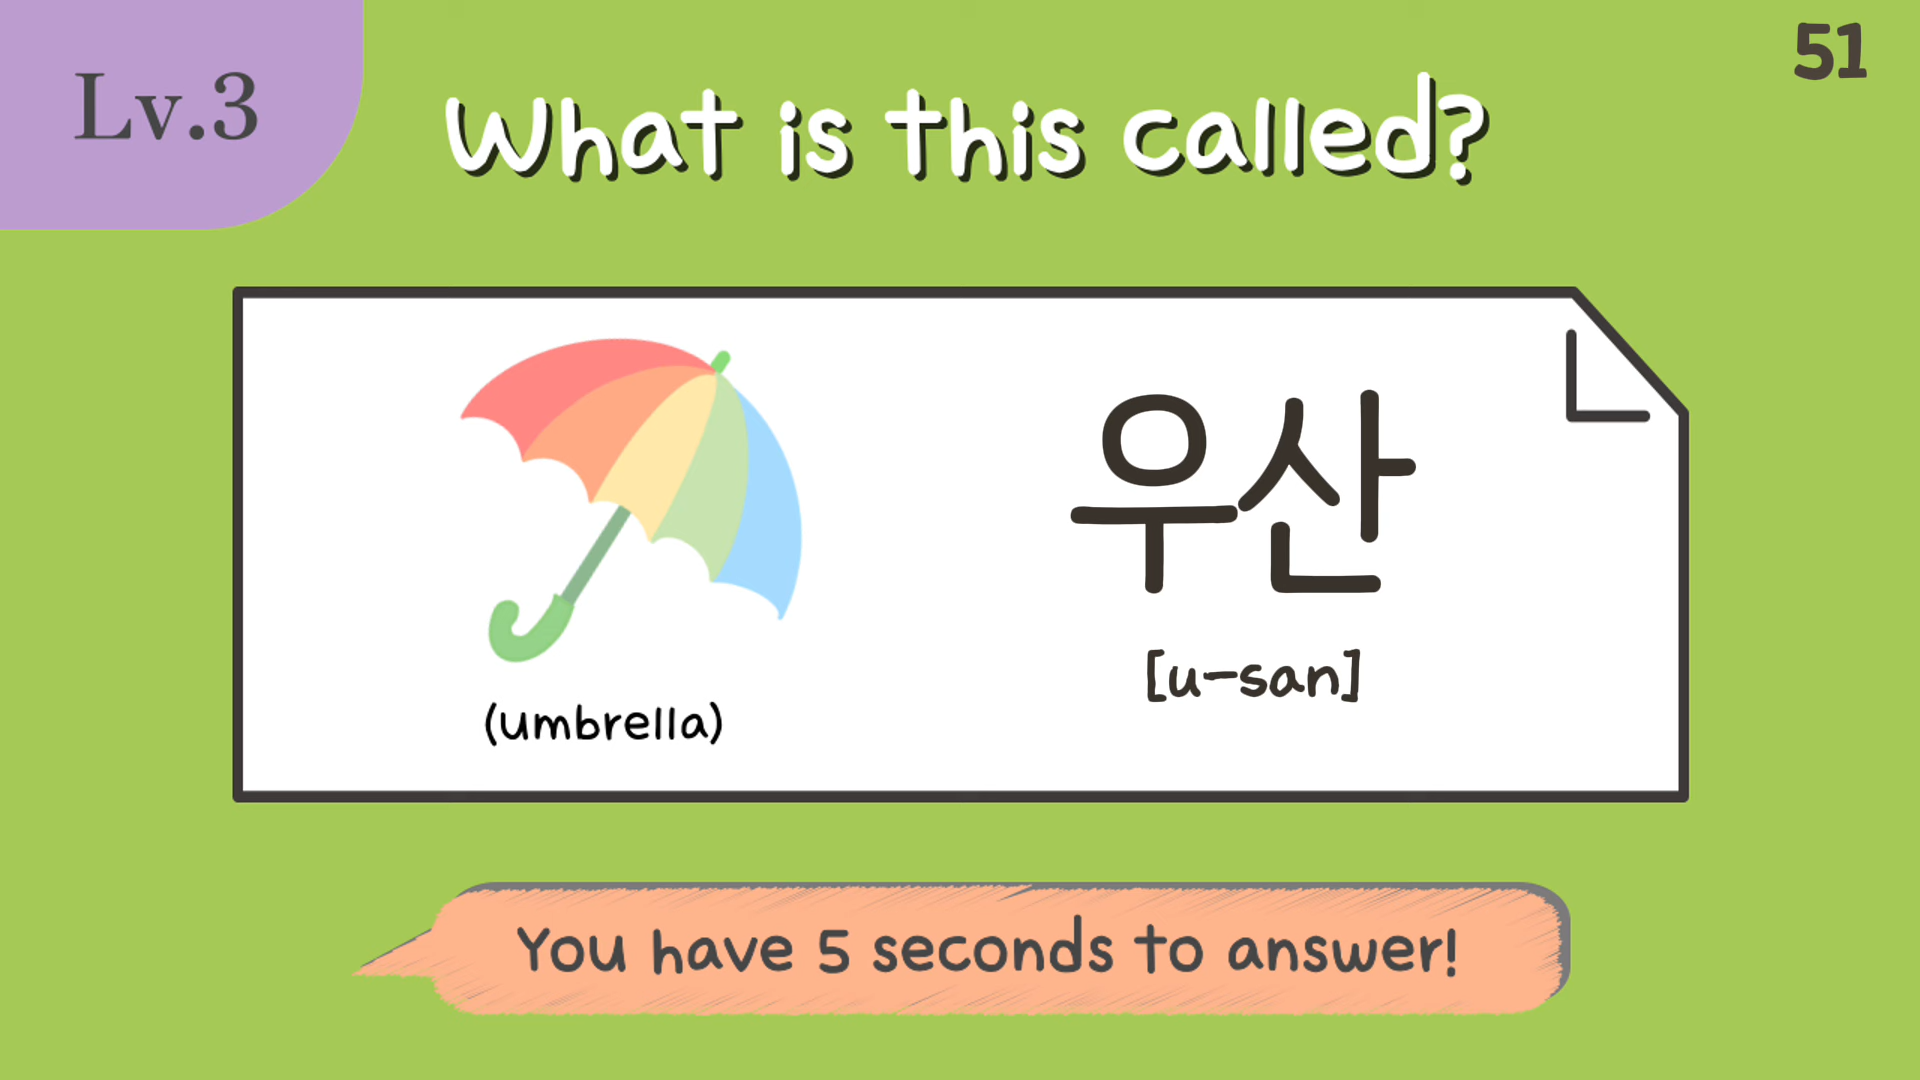 Lv.3
51
What is this called?
우산
[u-san]
(umbrella)
You have 5 seconds to answer!